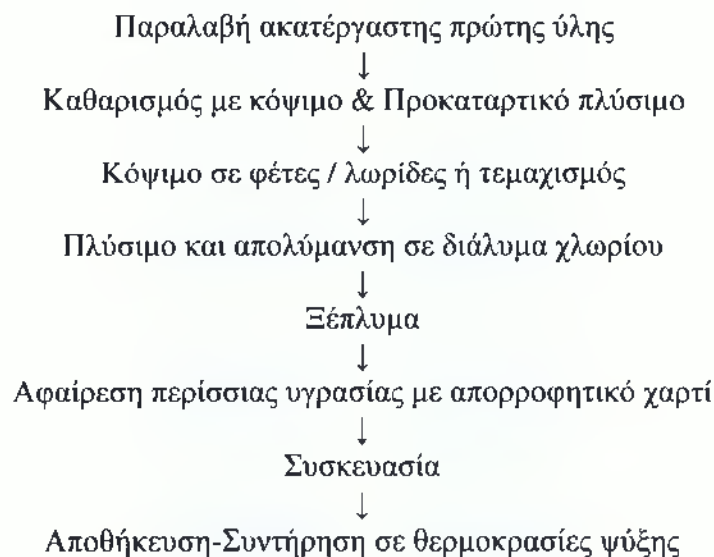 Παραλαβή ακατέργαστης πρώτης ύλης
↓
Καθαρισμός με κόψιμο & Προκαταρτικό πλύσιμο
↓
Κόψιμο σε φέτες / λωρίδες ή τεμαχισμός
↓
Πλύσιμο και απολύμανση σε διάλυμα χλωρίου
↓
Ξέπλυμα
↓
Αφαίρεση περίσσιας υγρασίας με απορροφητικό χαρτί
↓
Συσκευασία
↓
Αποθήκευση-Συντήρηση σε θερμοκρασίες ψύξης